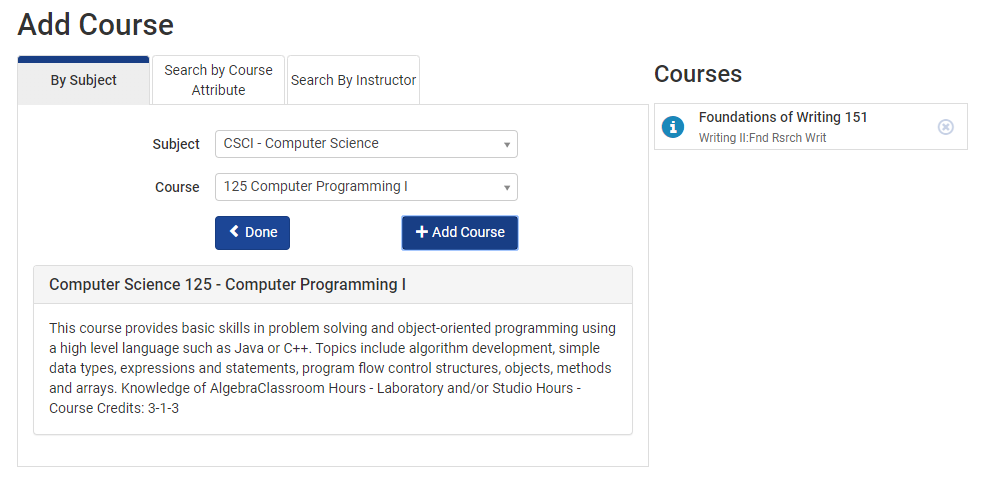 Add Course
By Subject
Search by Course
Attribute
Search By Instructor
Subject
CSCI - Computer Science
Course
125 Computer Programming I
Done
Add Course
Computer Science 125 - Computer Programming I
This course provides basic skills in problem solving and object-oriented programming using
a high level language such as Java or C++. Topics include algorithm development, simple
data types, expressions and statements, program flow control structures, objects, methods
and arrays. Knowledge of AlgebraClassroom Hours - Laboratory and/or Studio Hours -
Course Credits: 3-1-3
Courses
Foundations of Writing 151
Writing II:Fnd Rsrch Writ